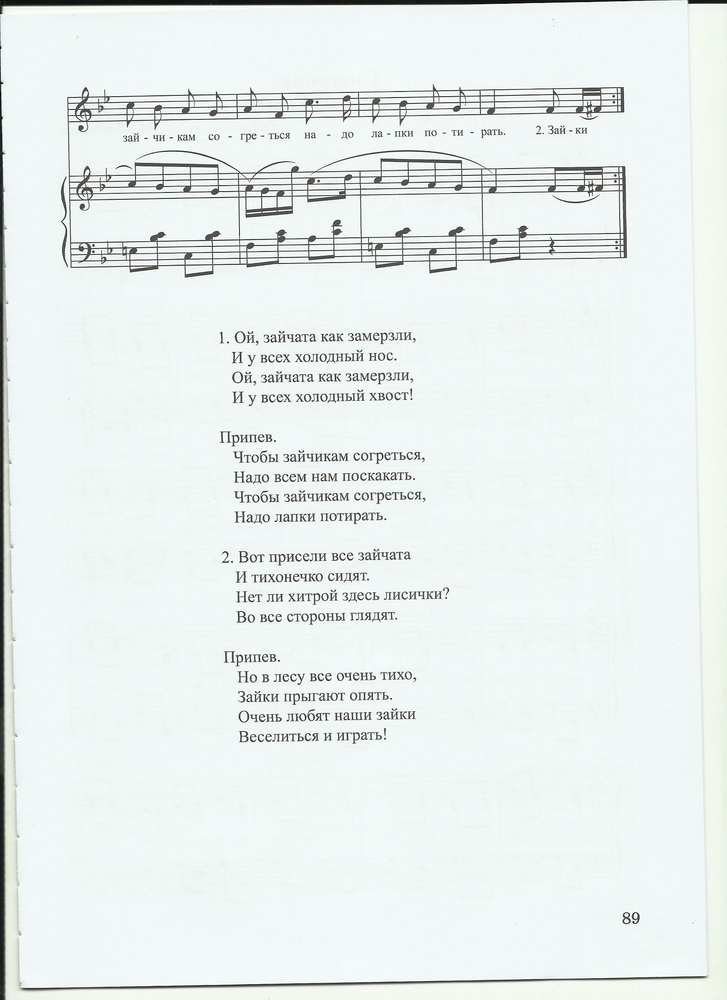 зай - чи - кам со - гре - ться на - до ла - пки по - ти - рать. 2. Зай - ки
1. Ой, зайчата как замерзли,
И у всех холодный нос.
Ой, зайчата как замерзли,
И у всех холодный хвост!
Припев.
Чтобы зайчикам согреться,
Надо всем нам поскакать.
Чтобы зайчикам согреться,
Надо лапки потирать.
2. Вот присели все зайчата
И тихонечко сидят.
Нет ли хитрой здесь лисички?
Во все стороны глядят.
Припев.
Но в лесу все очень тихо,
Зайки прыгают опять.
Очень любят наши зайки
Веселиться и играть!
89